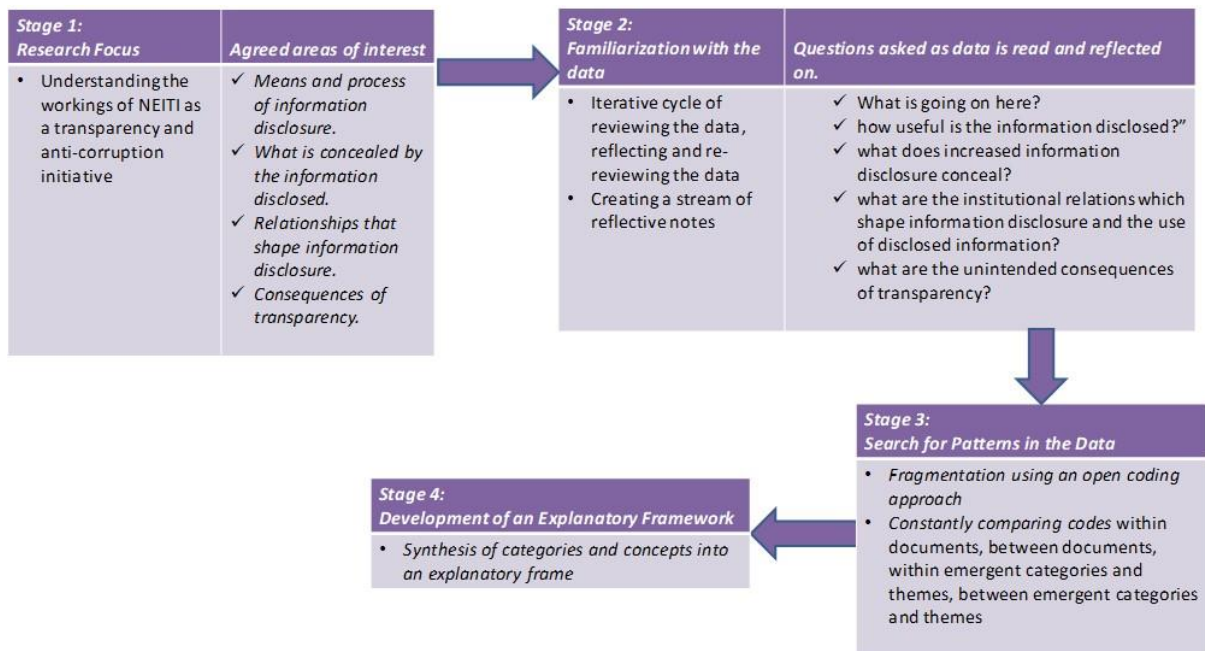 Stage 1:
Research Focus
Agreed areas of interest
• Understanding the
workings of NEITI as
a transparency and
anti-corruption
initiative
✓ Means and process
of information
disclosure.
✓ What is concealed by
the information
disclosed.
✓ Relationships that
shape information
disclosure.
✓ Consequences of
transparency.
Stage 2:
Familiarization with the
data
Questions asked as data is read and reflected
on.
• Iterative cycle of
reviewing the data,
reflecting and re-
reviewing the data
• Creating a stream of
reflective notes
✓ What is going on here?
✓ how useful is the information disclosed?”
✓ what does increased information
disclosure conceal?
✓ what are the institutional relations which
shape information disclosure and the use
of disclosed information?
✓ what are the unintended consequences
of transparency?
Stage 3:
Search for Patterns in the Data
• Fragmentation using an open coding
approach
• Constantly comparing codes within
documents, between documents,
within emergent categories and
themes, between emergent categories
and themes
Stage 4:
Development of an Explanatory Framework
• Synthesis of categories and concepts into
an explanatory frame